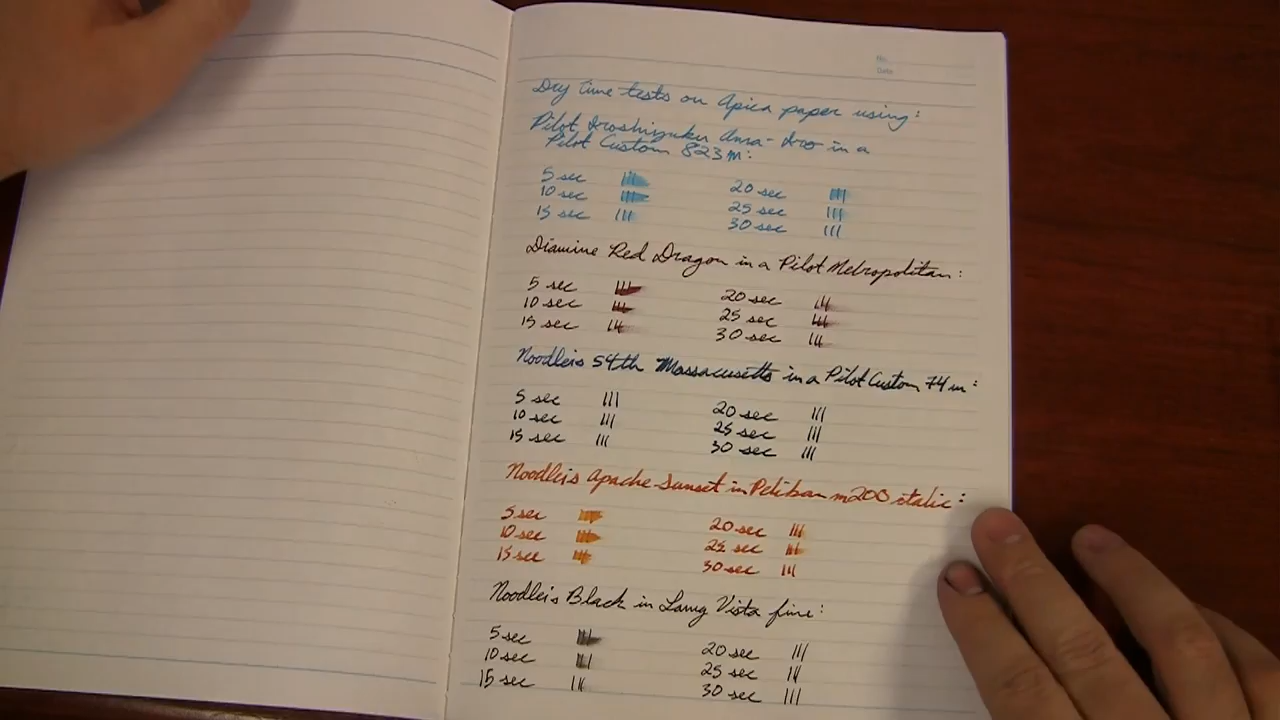 No.
Date
Dry time tests on Apica paper using:
Pilot Iroshizuku Ama-Iro in a
Pilot Custom 823 m:
5 sec 20 sec
10 sec 25 sec
15 sec 30 sec
Diamine Red Dragon in a Pilot Metropolitan:
5 sec 20 sec
10 sec 25 sec
15 sec 30 sec
Noodler's 54th Massacusetts in a Pilot Custom 74 m:
5 sec 20 sec
10 sec 25 sec
15 sec 30 sec
Noodler's Apache Sunset in Pelikan m200 italic:
5 sec 20 sec
10 sec 25 sec
15 sec 30 sec
Noodler's Black in Lamy Vista fine:
5 sec 20 sec
10 sec 25 sec
15 sec 30 sec